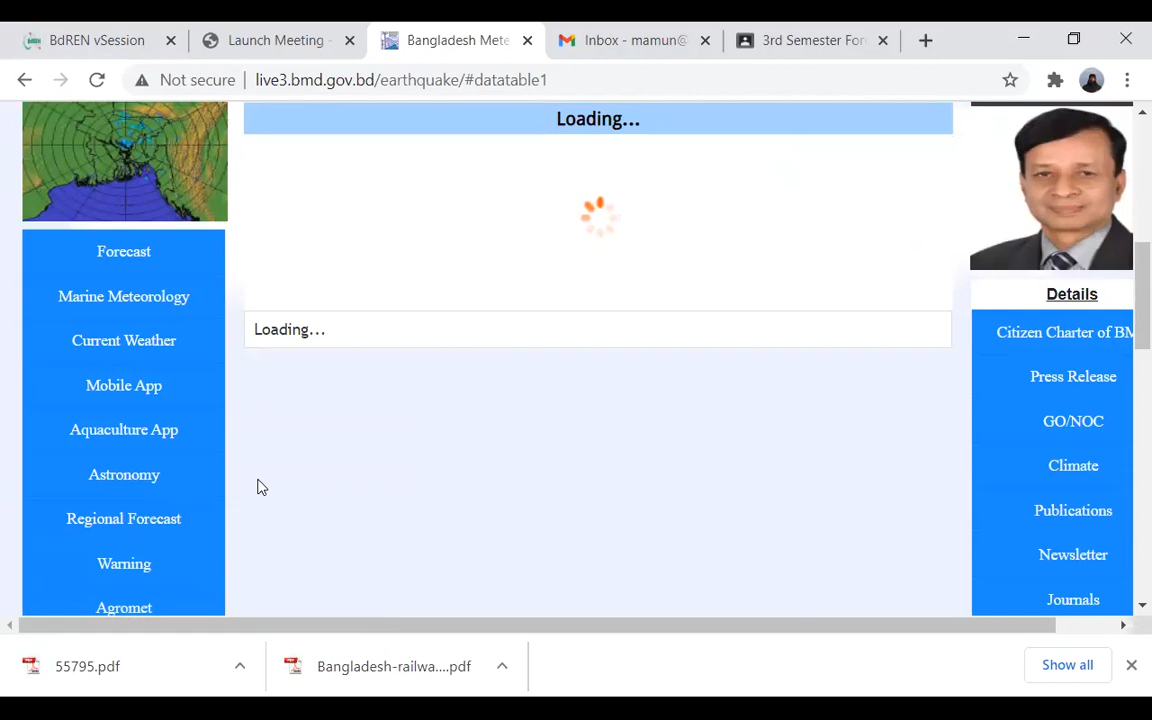 BdREN vSession
Launch Meeting -
Bangladesh Mete
Inbox - mamun@
3rd Semester For
Not secure
live3.bmd.gov.bd/earthquake/#datatable1
Loading...
Loading...
Forecast
Marine Meteorology
Current Weather
Mobile App
Aquaculture App
Astronomy
Regional Forecast
Warning
Agromet
Details
Citizen Charter of BM
Press Release
GO/NOC
Climate
Publications
Newsletter
Journals
55795.pdf
Bangladesh-railwa....pdf
Show all